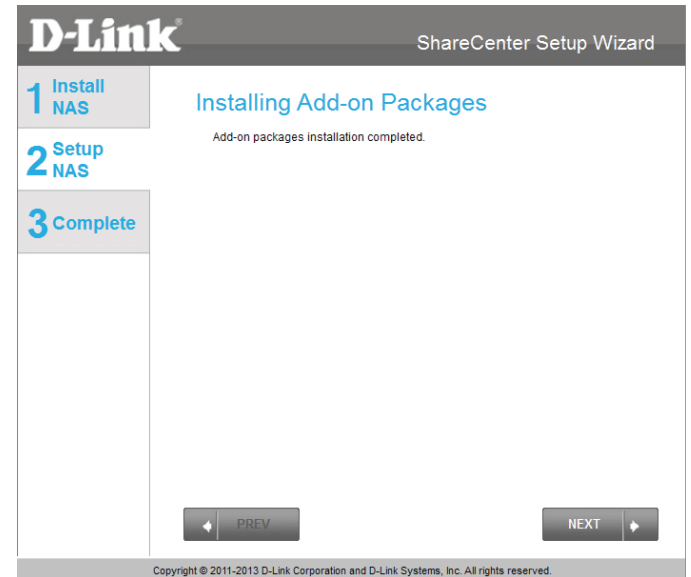 D-Link®
ShareCenter Setup Wizard
1 Install
NAS
2 Setup
NAS
3 Complete
Installing Add-on Packages
Add-on packages installation completed.
PREV
NEXT
Copyright © 2011-2013 D-Link Corporation and D-Link Systems, Inc. All rights reserved.